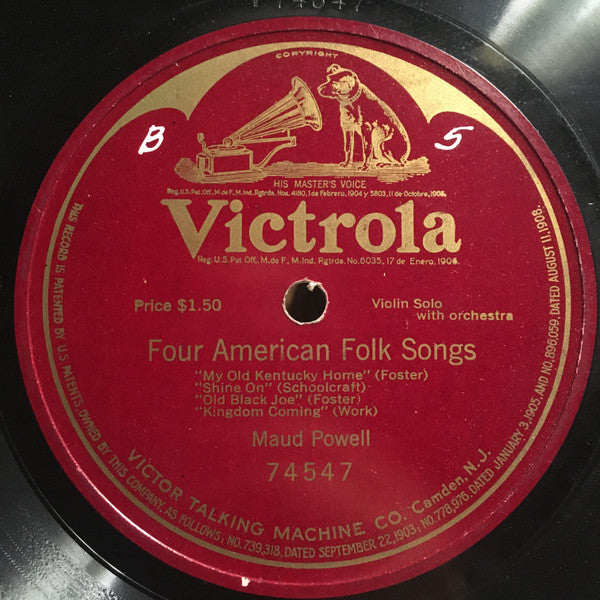 74547
COPYRIGHT
B
5
HIS MASTER'S VOICE
Reg.U.S.Pat.Off., M.de F., M.Ind. Rgtrda. Nos. 4180, 1 de Febrero, 1904 y 5803, 11 de Octobre, 1908.
Victrola
Reg.U.S.Pat Off., M.de F., M.Ind. Rgtrda. No.6035, 17 de Enero, 1906.
Price $1.50
Violin Solo
with orchestra
Four American Folk Songs
"My Old Kentucky Home" (Foster)
"Shine On" (Schoolcraft)
"Old Black Joe" (Foster)
"Kingdom Coming" (Work)
Maud Powell
74547
VICTOR TALKING MACHINE CO. Camden, N.J.
THIS RECORD IS PATENTED BY U.S. PATENTS, OWNED BY THIS COMPANY, AS FOLLOWS: NO. 739,318, DATED SEPTEMBER 22, 1903; NO. 778,976, DATED JANUARY 3, 1905, AND NO. 896,059, DATED AUGUST 11, 1908.